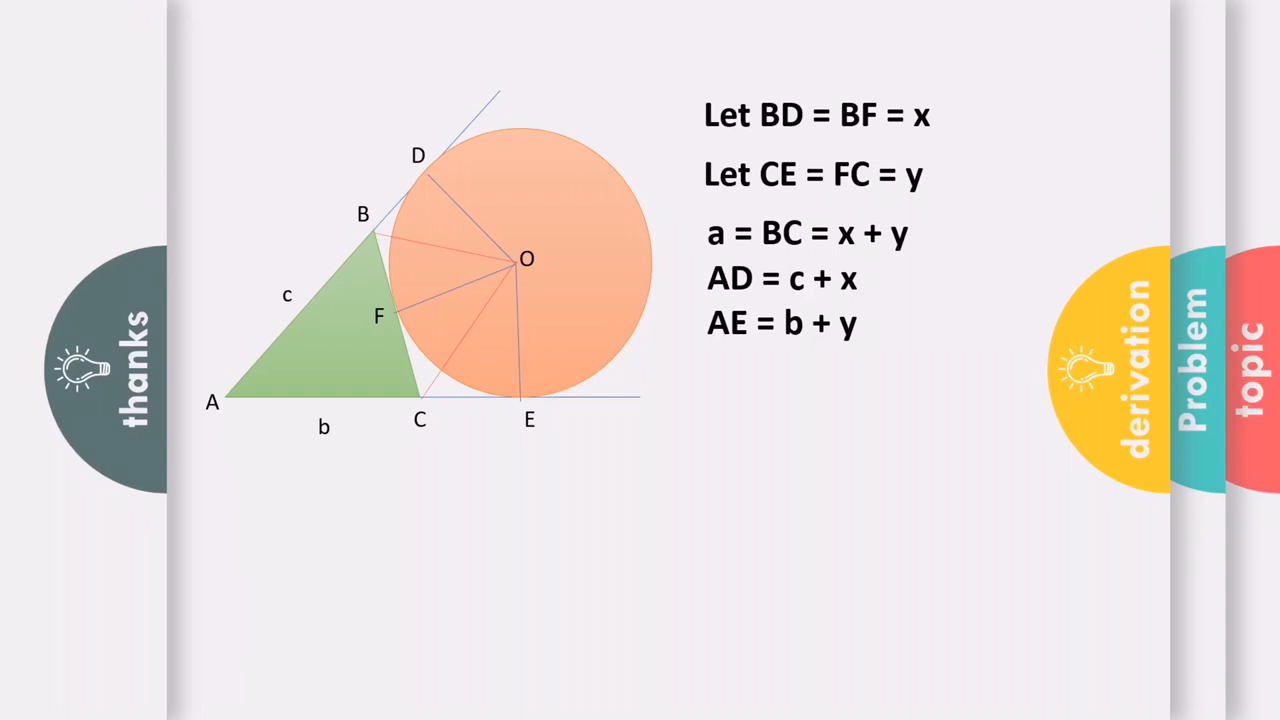 thanks
D
B
O
c
F
A
b
C
E
Let BD = BF = x
Let CE = FC = y
a = BC = x + y
AD = c + x
AE = b + y
derivation
Problem
topic